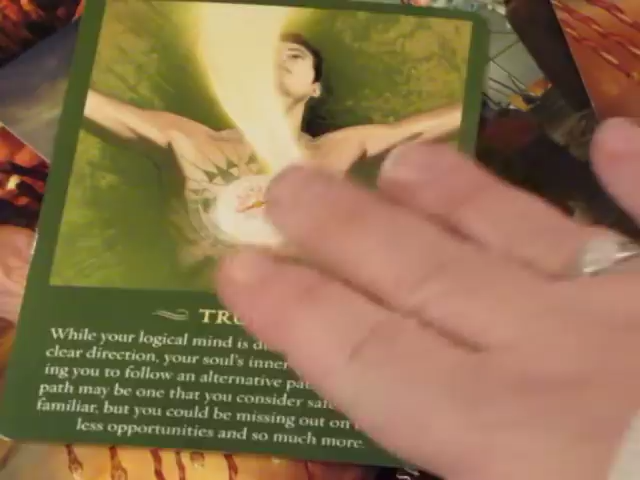 TRU
While your logical mind is
clear direction, your soul's inner
ing you to follow an alternative
path may be one that you consider
familiar, but you could be missing out on
less opportunities and so much more.